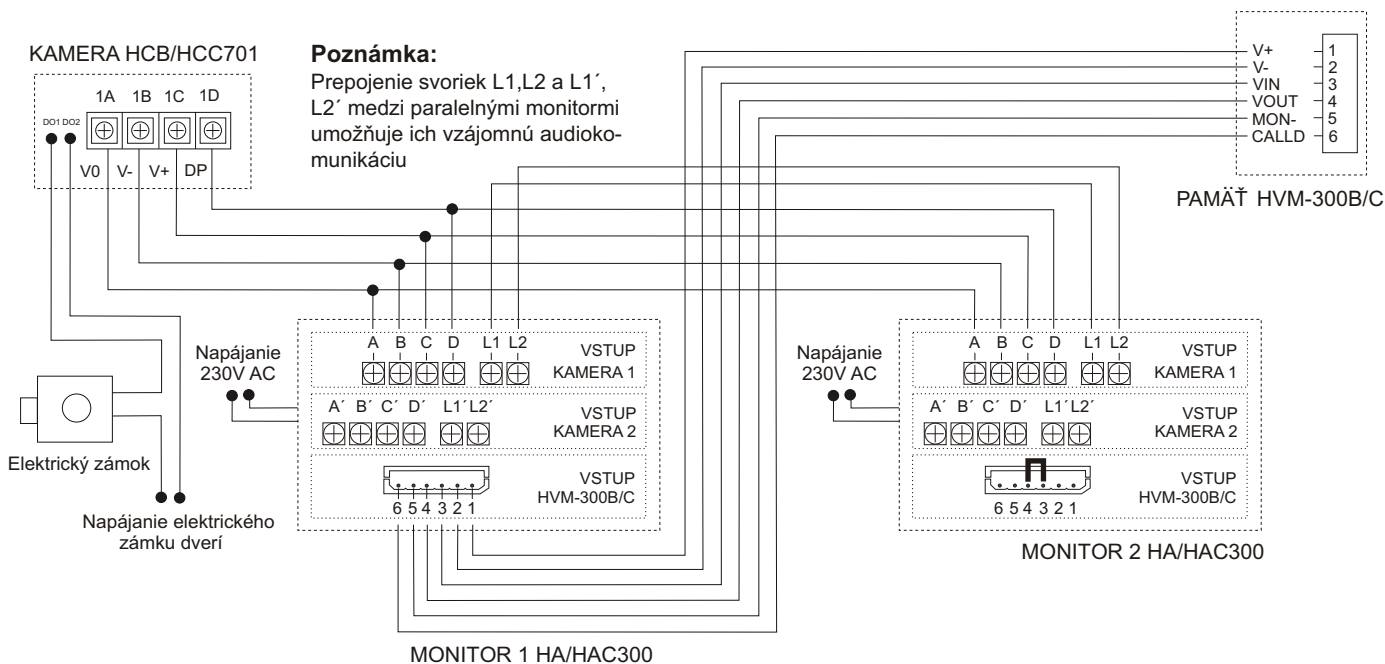 KAMERA HCB/HCC701
1A 1B 1C 1D
DO1 DO2
V0 V- V+ DP
Poznámka:
Prepojenie svoriek L1,L2 a L1´,
L2´ medzi paralelnými monitormi
umožňuje ich vzájomnú audioko-
munikáciu
V+ 1
V- 2
VIN 3
VOUT 4
MON- 5
CALLD 6
PAMÄŤ HVM-300B/C
Elektrický zámok
Napájanie elektrického
zámku dverí
Napájanie
230V AC
A B C D L1 L2
VSTUP
KAMERA 1
A´ B´ C´ D´ L1´ L2´
VSTUP
KAMERA 2
VSTUP
HVM-300B/C
6 5 4 3 2 1
MONITOR 1 HA/HAC300
Napájanie
230V AC
A B C D L1 L2
VSTUP
KAMERA 1
A´ B´ C´ D´ L1´ L2´
VSTUP
KAMERA 2
VSTUP
HVM-300B/C
6 5 4 3 2 1
MONITOR 2 HA/HAC300